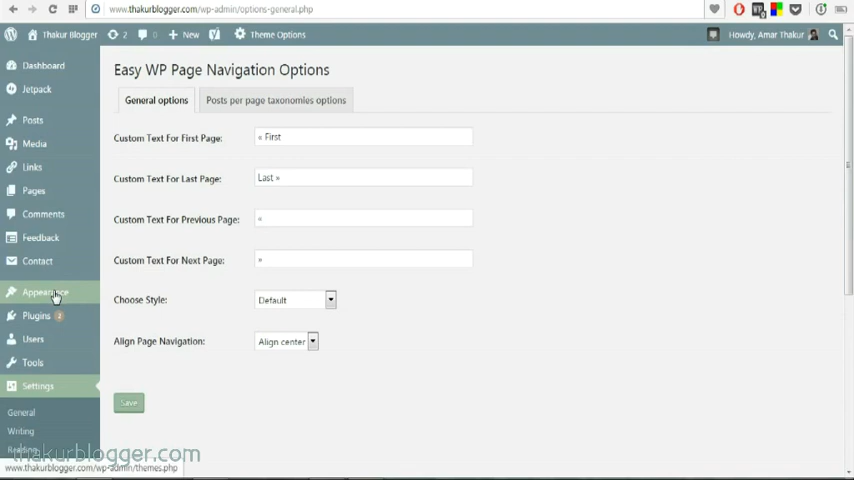 www.thakurblogger.com/wp-admin/options-general.php
Thakur Blogger 2 0 New Theme Options Howdy, Amar Thakur
Dashboard
Jetpack
Posts
Media
Links
Pages
Comments
Feedback
Contact
Appearance
Plugins 2
Users
Tools
Settings
General
Writing
Reading
Easy WP Page Navigation Options
General options Posts per page taxonomies options
Custom Text For First Page: « First
Custom Text For Last Page: Last »
Custom Text For Previous Page: «
Custom Text For Next Page: »
Choose Style: Default
Align Page Navigation: Align center
Save
thakurblogger.com
www.thakurblogger.com/wp-admin/themes.php